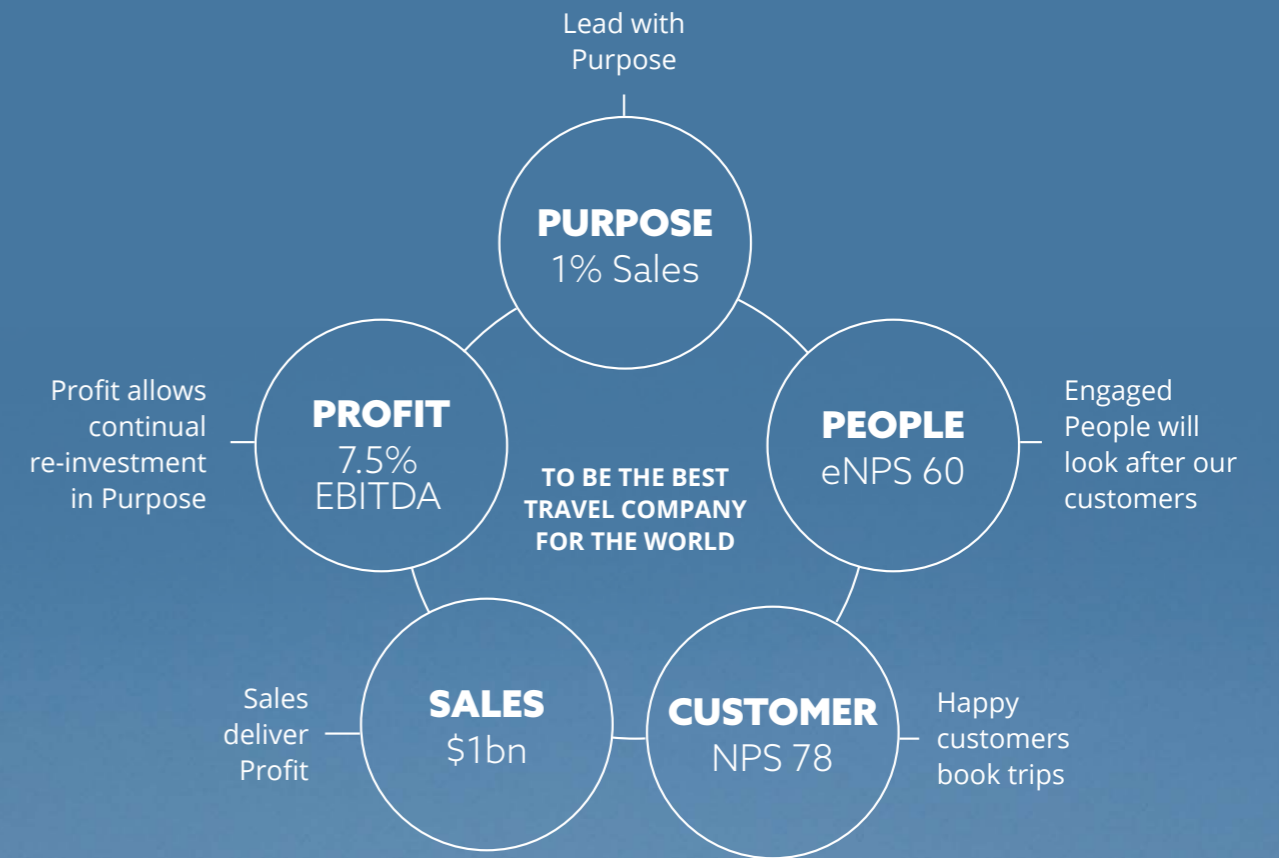 Lead with
Purpose
PURPOSE
1% Sales
PEOPLE
eNPS 60
Engaged
People will
look after our
customers
CUSTOMER
NPS 78
Happy
customers
book trips
SALES
$1bn
Sales
deliver
Profit
PROFIT
7.5%
EBITDA
Profit allows
continual
re-investment
in Purpose
TO BE THE BEST
TRAVEL COMPANY
FOR THE WORLD